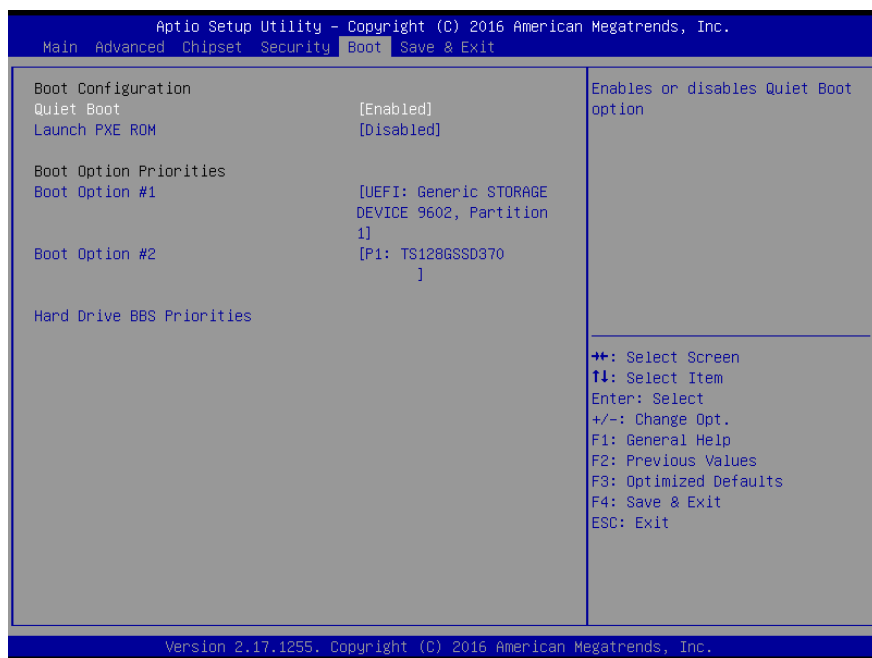 Aptio Setup Utility – Copyright (C) 2016 American Megatrends, Inc.
Main Advanced Chipset Security Boot Save & Exit
Boot Configuration
Quiet Boot [Enabled]
Launch PXE ROM [Disabled]
Boot Option Priorities
Boot Option #1 [UEFI: Generic STORAGE
DEVICE 9602, Partition
1]
Boot Option #2 [P1: TS128GSSD370
]
Hard Drive BBS Priorities
Enables or disables Quiet Boot
option
→←: Select Screen
↑↓: Select Item
Enter: Select
+/-: Change Opt.
F1: General Help
F2: Previous Values
F3: Optimized Defaults
F4: Save & Exit
ESC: Exit
Version 2.17.1255. Copyright (C) 2016 American Megatrends, Inc.